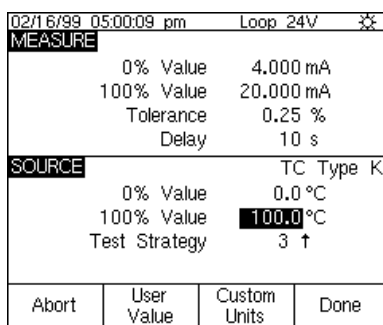 02/16/99 05:00:09 pm Loop 24V
MEASURE
0% Value 4.000 mA
100% Value 20.000 mA
Tolerance 0.25 %
Delay 10 s
SOURCE TC Type K
0% Value 0.0 °C
100% Value 100.0 °C
Test Strategy 3 ↑
Abort User Value Custom Units Done